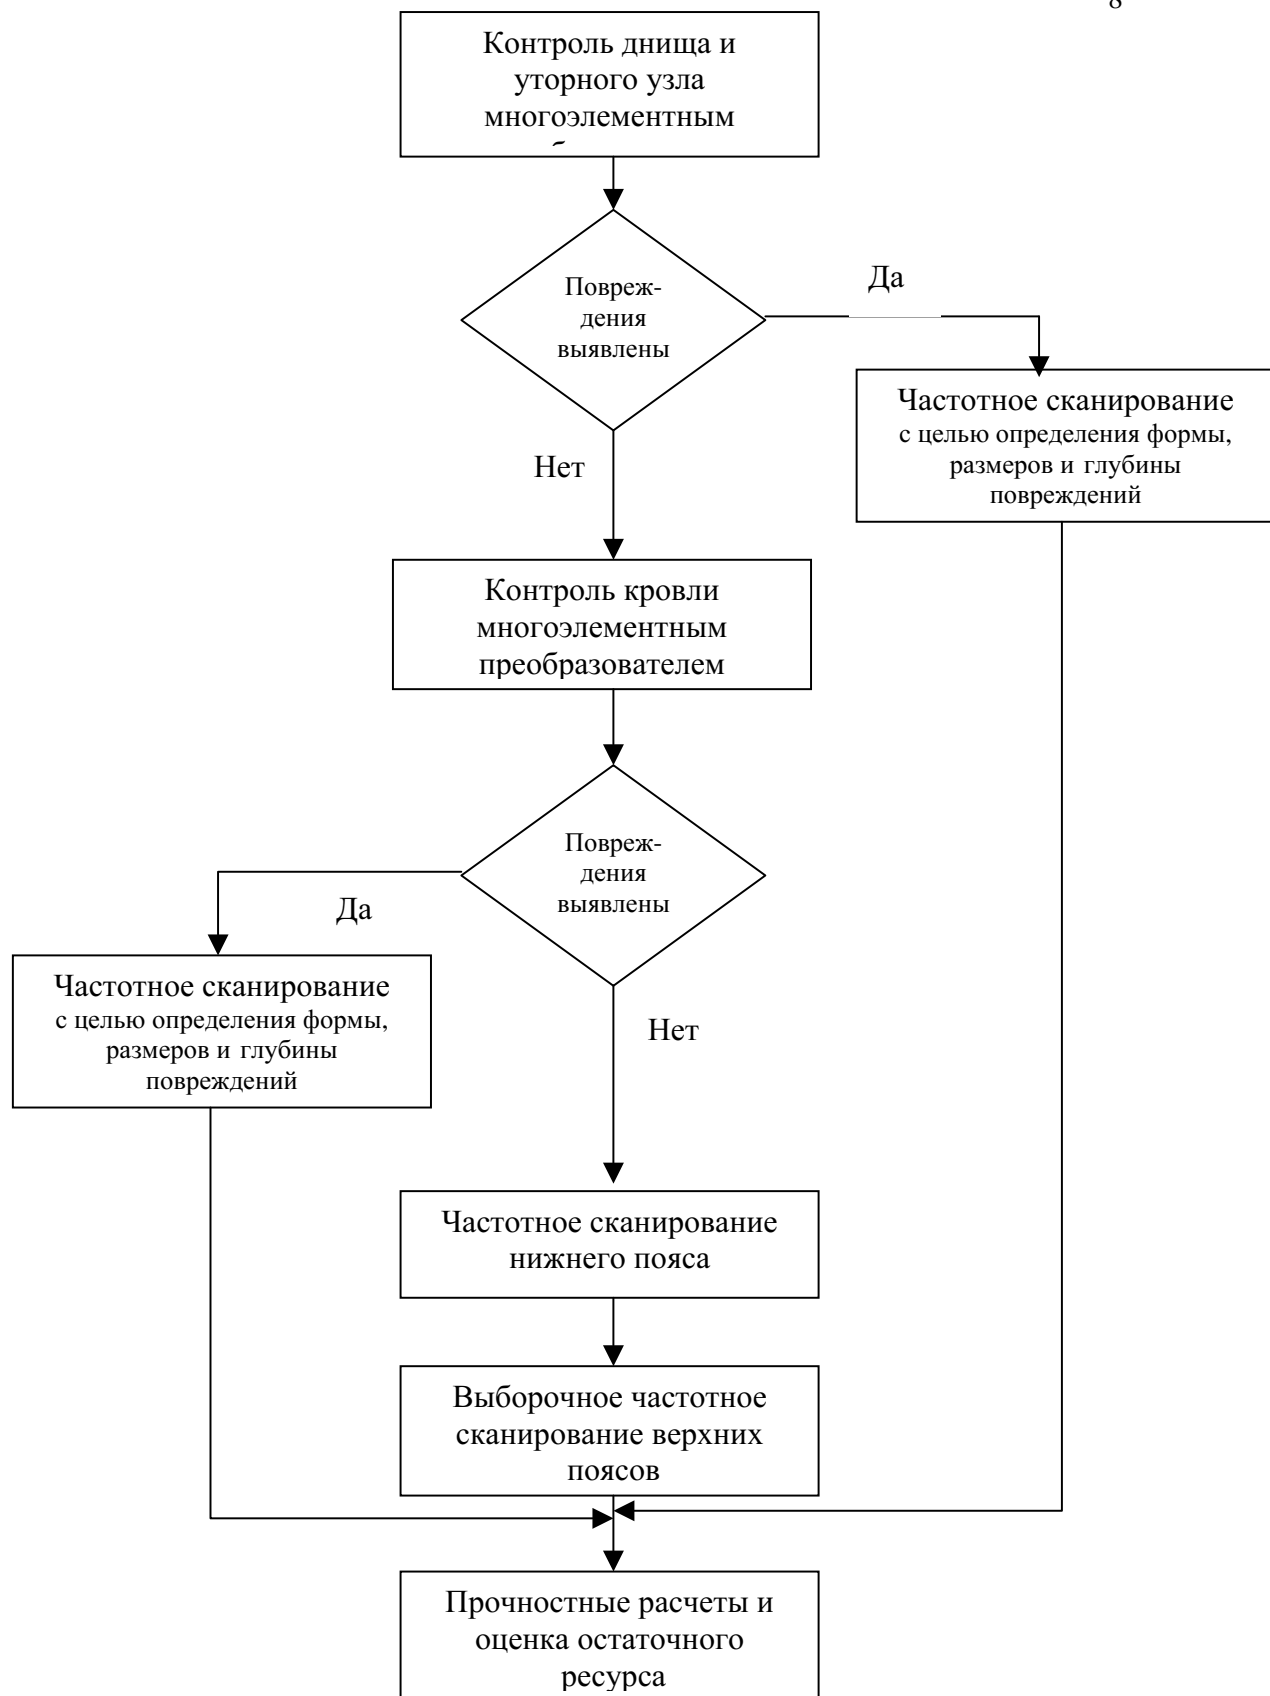 8
Контроль днища и
уторного узла
многоэлементным
Повреж-
дения
выявлены
Да
Частотное сканирование
с целью определения формы,
размеров и глубины
повреждений
Нет
Контроль кровли
многоэлементным
преобразователем
Повреж-
дения
выявлены
Да
Частотное сканирование
с целью определения формы,
размеров и глубины
повреждений
Нет
Частотное сканирование
нижнего пояса
Выборочное частотное
сканирование верхних
поясов
Прочностные расчеты и
оценка остаточного
ресурса